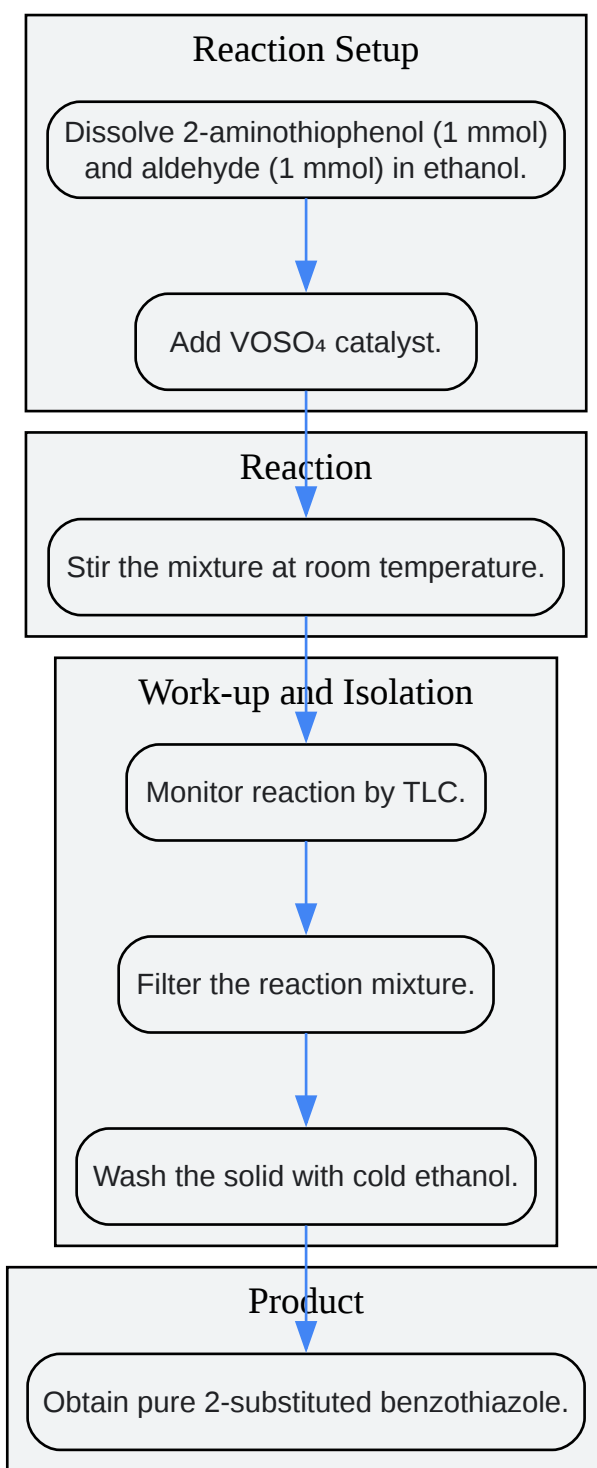 Reaction Setup
Dissolve 2-aminothiophenol (1 mmol)
and aldehyde (1 mmol) in ethanol.
Add VOSO₄ catalyst.
Reaction
Stir the mixture at room temperature.
Work-up and Isolation
Monitor reaction by TLC.
Filter the reaction mixture.
Wash the solid with cold ethanol.
Product
Obtain pure 2-substituted benzothiazole.